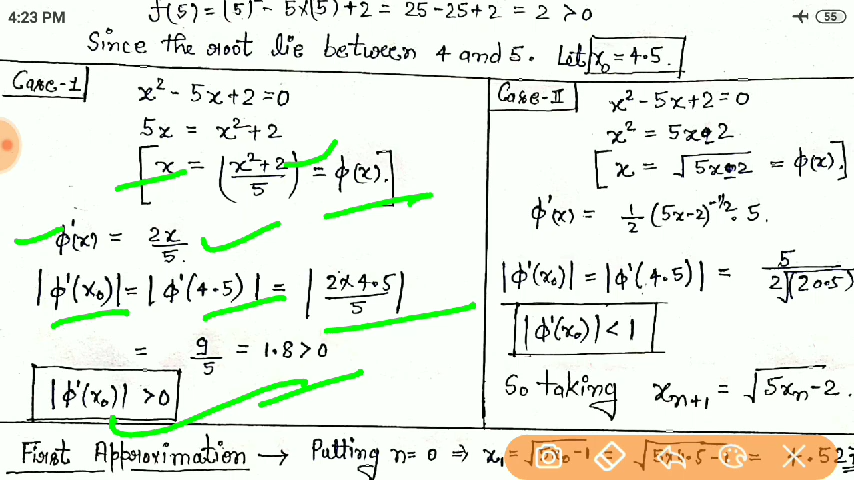 4:23 PM
55
f(5) = (5)² - 5×(5)+2 = 25-25+2 = 2 >0
Since the root lie between 4 and 5. Let x₀ = 4.5.
Case-1
x² - 5x + 2 = 0
5x = x² + 2
[x = (x²+2/5) = ϕ(x).]
ϕ'(x) = 2x/5.
|ϕ'(x₀)| = |ϕ'(4.5)| = |2×4.5/5|
= 9/5 = 1.8 > 0
|ϕ'(x₀)| > 0
Case-II
x² - 5x + 2 = 0
x² = 5x-2
[x = √5x-2 = ϕ(x).]
ϕ'(x) = 1/2 (5x-2)^-1/2 . 5.
|ϕ'(x₀)| = |ϕ'(4.5)| = 5/2√(20.5)
|ϕ'(x₀)| < 1
So taking xₙ₊₁ = √5xₙ-2.
First Approximation → Putting n=0 ⇒ x₁ =